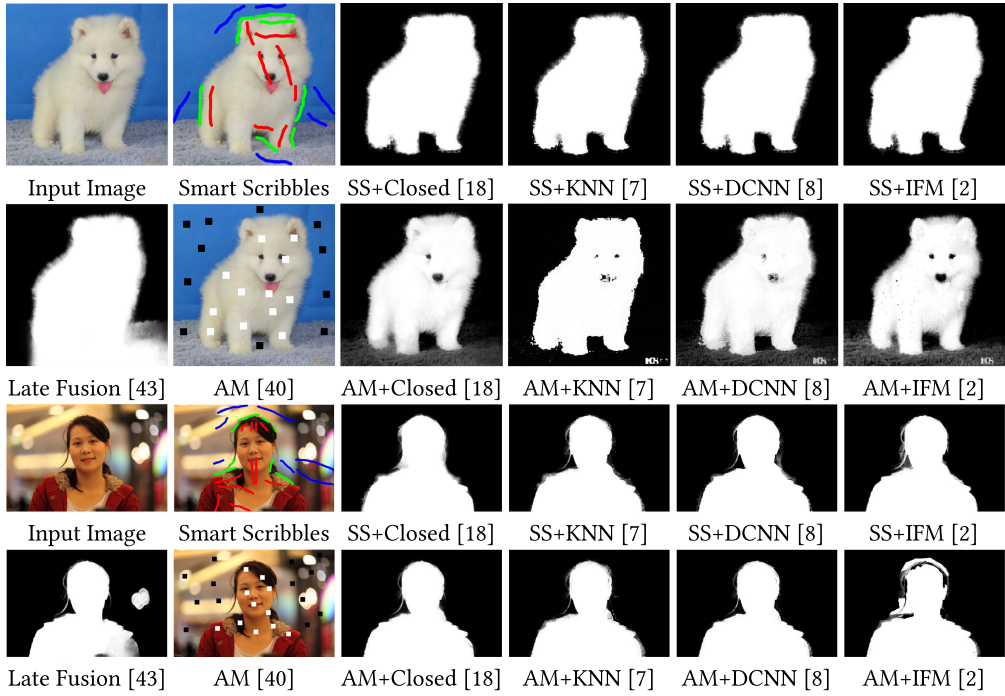 Input Image Smart Scribbles SS+Closed [18] SS+KNN [7] SS+DCNN [8] SS+IFM [2]
Late Fusion [43] AM [40] AM+Closed [18] AM+KNN [7] AM+DCNN [8] AM+IFM [2]
Input Image Smart Scribbles SS+Closed [18] SS+KNN [7] SS+DCNN [8] SS+IFM [2]
Late Fusion [43] AM [40] AM+Closed [18] AM+KNN [7] AM+DCNN [8] AM+IFM [2]